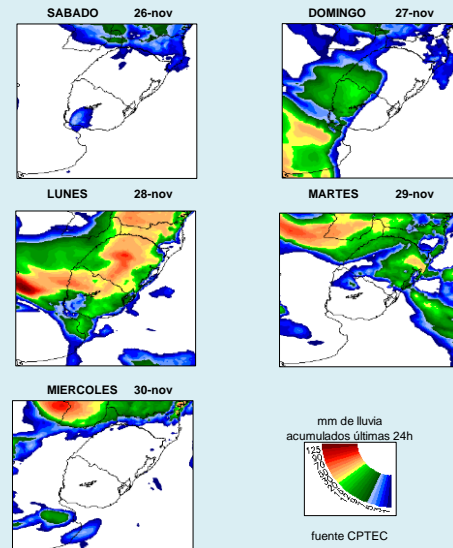 SABADO 26-nov
DOMINGO 27-nov
LUNES 28-nov
MARTES 29-nov
MIERCOLES 30-nov
mm de lluvia
acumulados últimas 24h
125
fuente CPTEC